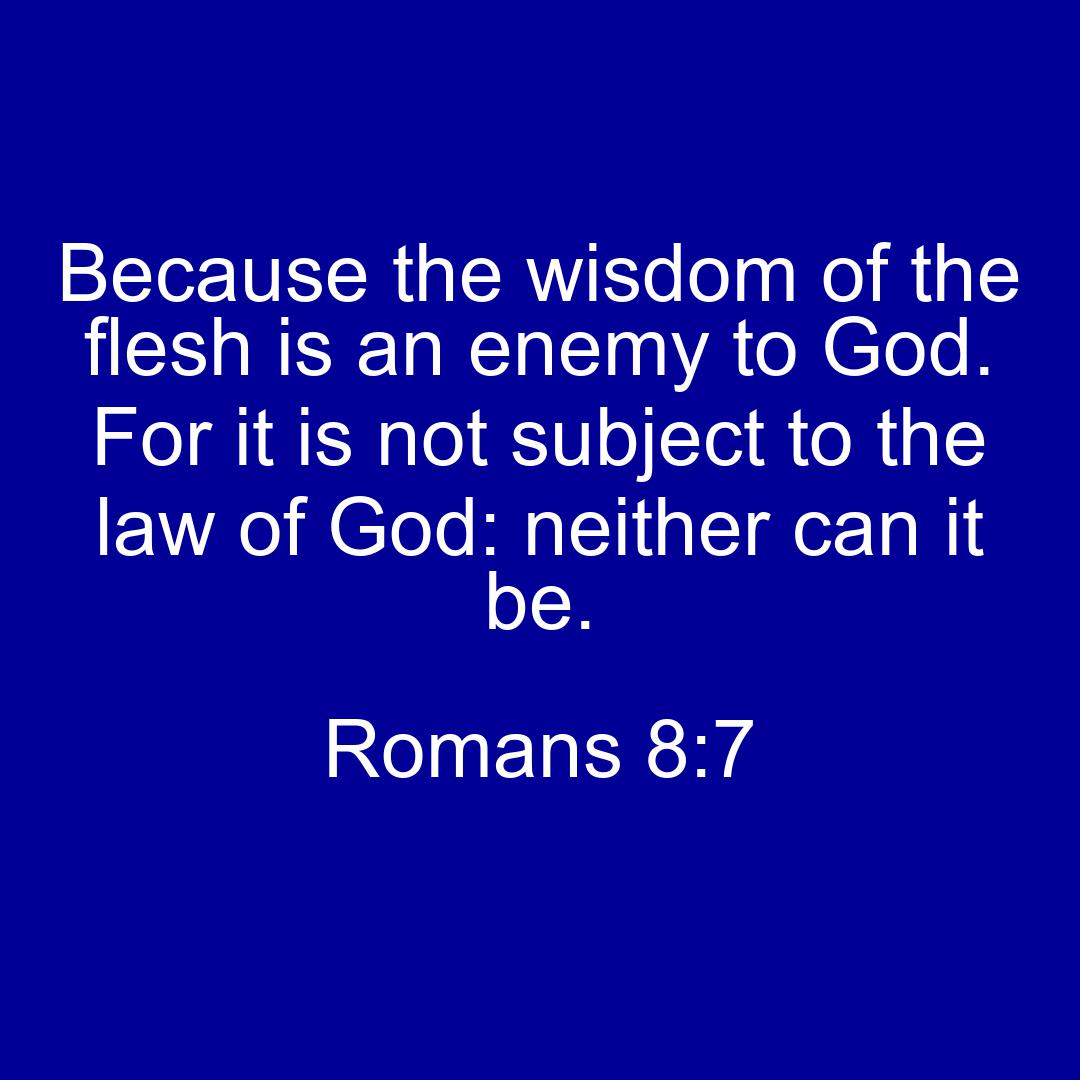 Because the wisdom of the
flesh is an enemy to God.
For it is not subject to the
law of God: neither can it
be.
Romans 8:7